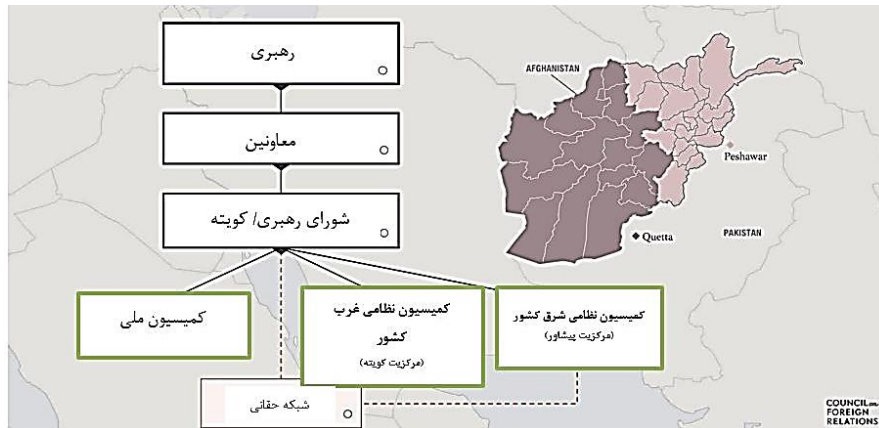 رهبری
معاونین
شورای رهبری/ کویته
کمیسیون ملی
کمیسیون نظامی غرب
کشور
(مرکزیت کویته)
کمیسیون نظامی شرق کشور
(مرکزیت پیشاور)
شبکه حقانی
AFGHANISTAN
Peshawar
Quetta
PAKISTAN
COUNCIL on
FOREIGN
RELATIONS